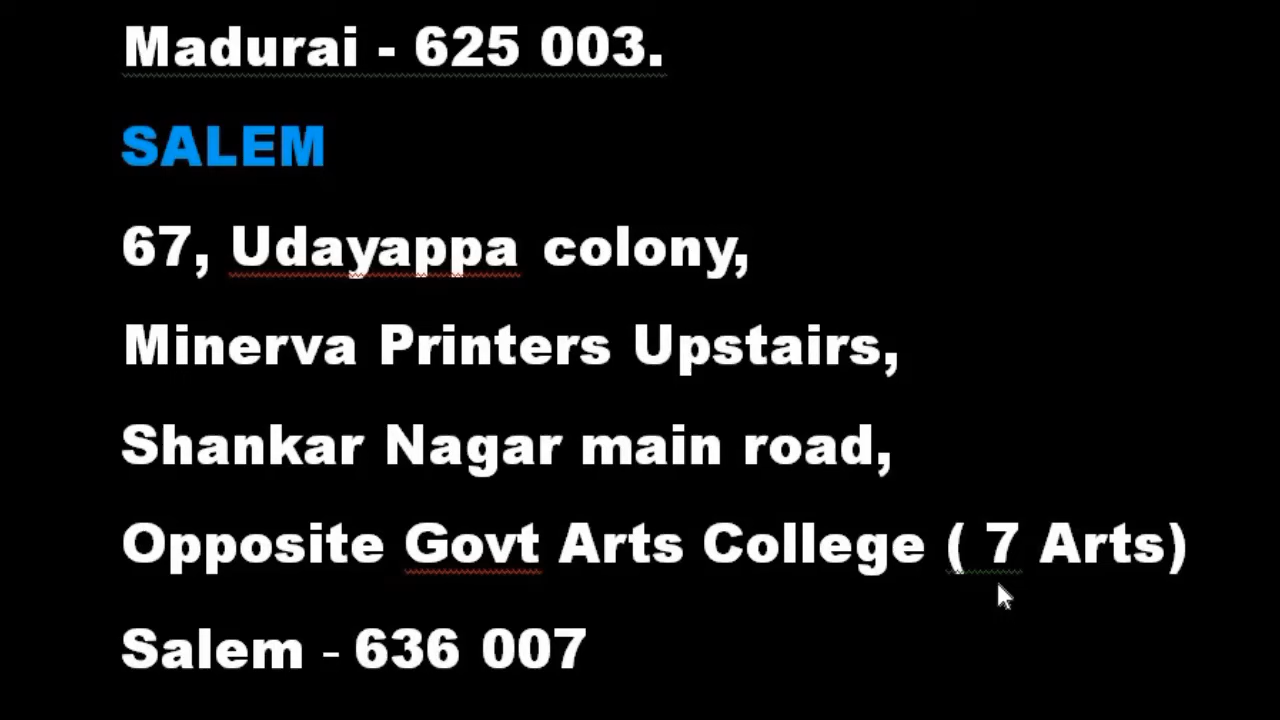 Madurai - 625 003.
SALEM
67, Udayappa colony,
Minerva Printers Upstairs,
Shankar Nagar main road,
Opposite Govt Arts College ( 7 Arts)
Salem - 636 007